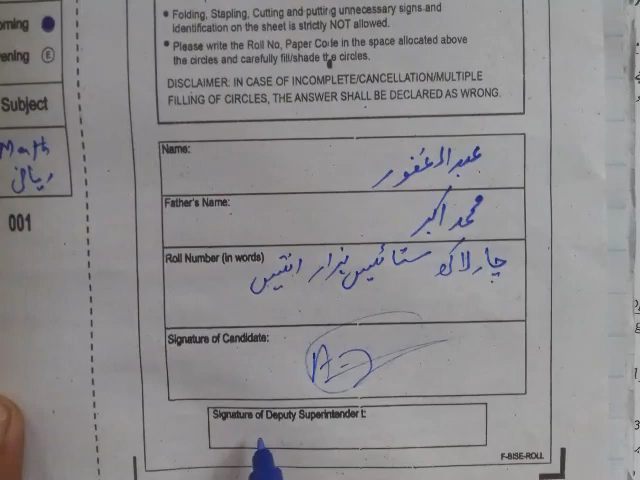 • Folding, Stapling, Cutting and putting unnecessary signs and
identification on the sheet is strictly NOT allowed.
• Please write the Roll No, Paper Code in the space allocated above
the circles and carefully fill/shade the circles.
DISCLAIMER: IN CASE OF INCOMPLETE/CANCELLATION/MULTIPLE
FILLING OF CIRCLES, THE ANSWER SHALL BE DECLARED AS WRONG.
Name: عبدالغفور
Father's Name: محمد اکبر
Roll Number (in words) چار لاکھ ستائیس ہزار انتیس
Signature of Candidate:
Signature of Deputy Superintendent:
F-BISE-ROLL
E
Subject
Math
ریاضی
001